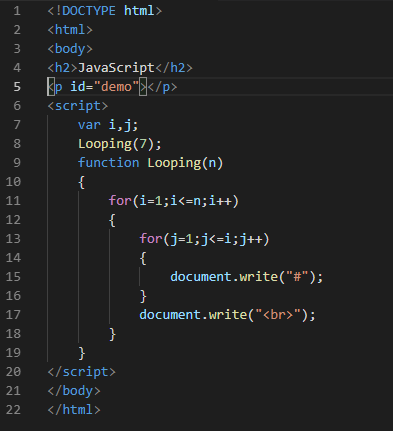 1 <!DOCTYPE html>
2 <html>
3 <body>
4 <h2>JavaScript</h2>
5 <p id="demo"></p>
6 <script>
7     var i,j;
8     Looping(7);
9     function Looping(n)
10     {
11         for(i=1;i<=n;i++)
12         {
13             for(j=1;j<=i;j++)
14             {
15                 document.write("#");
16             }
17             document.write("<br>");
18         }
19     }
20 </script>
21 </body>
22 </html>